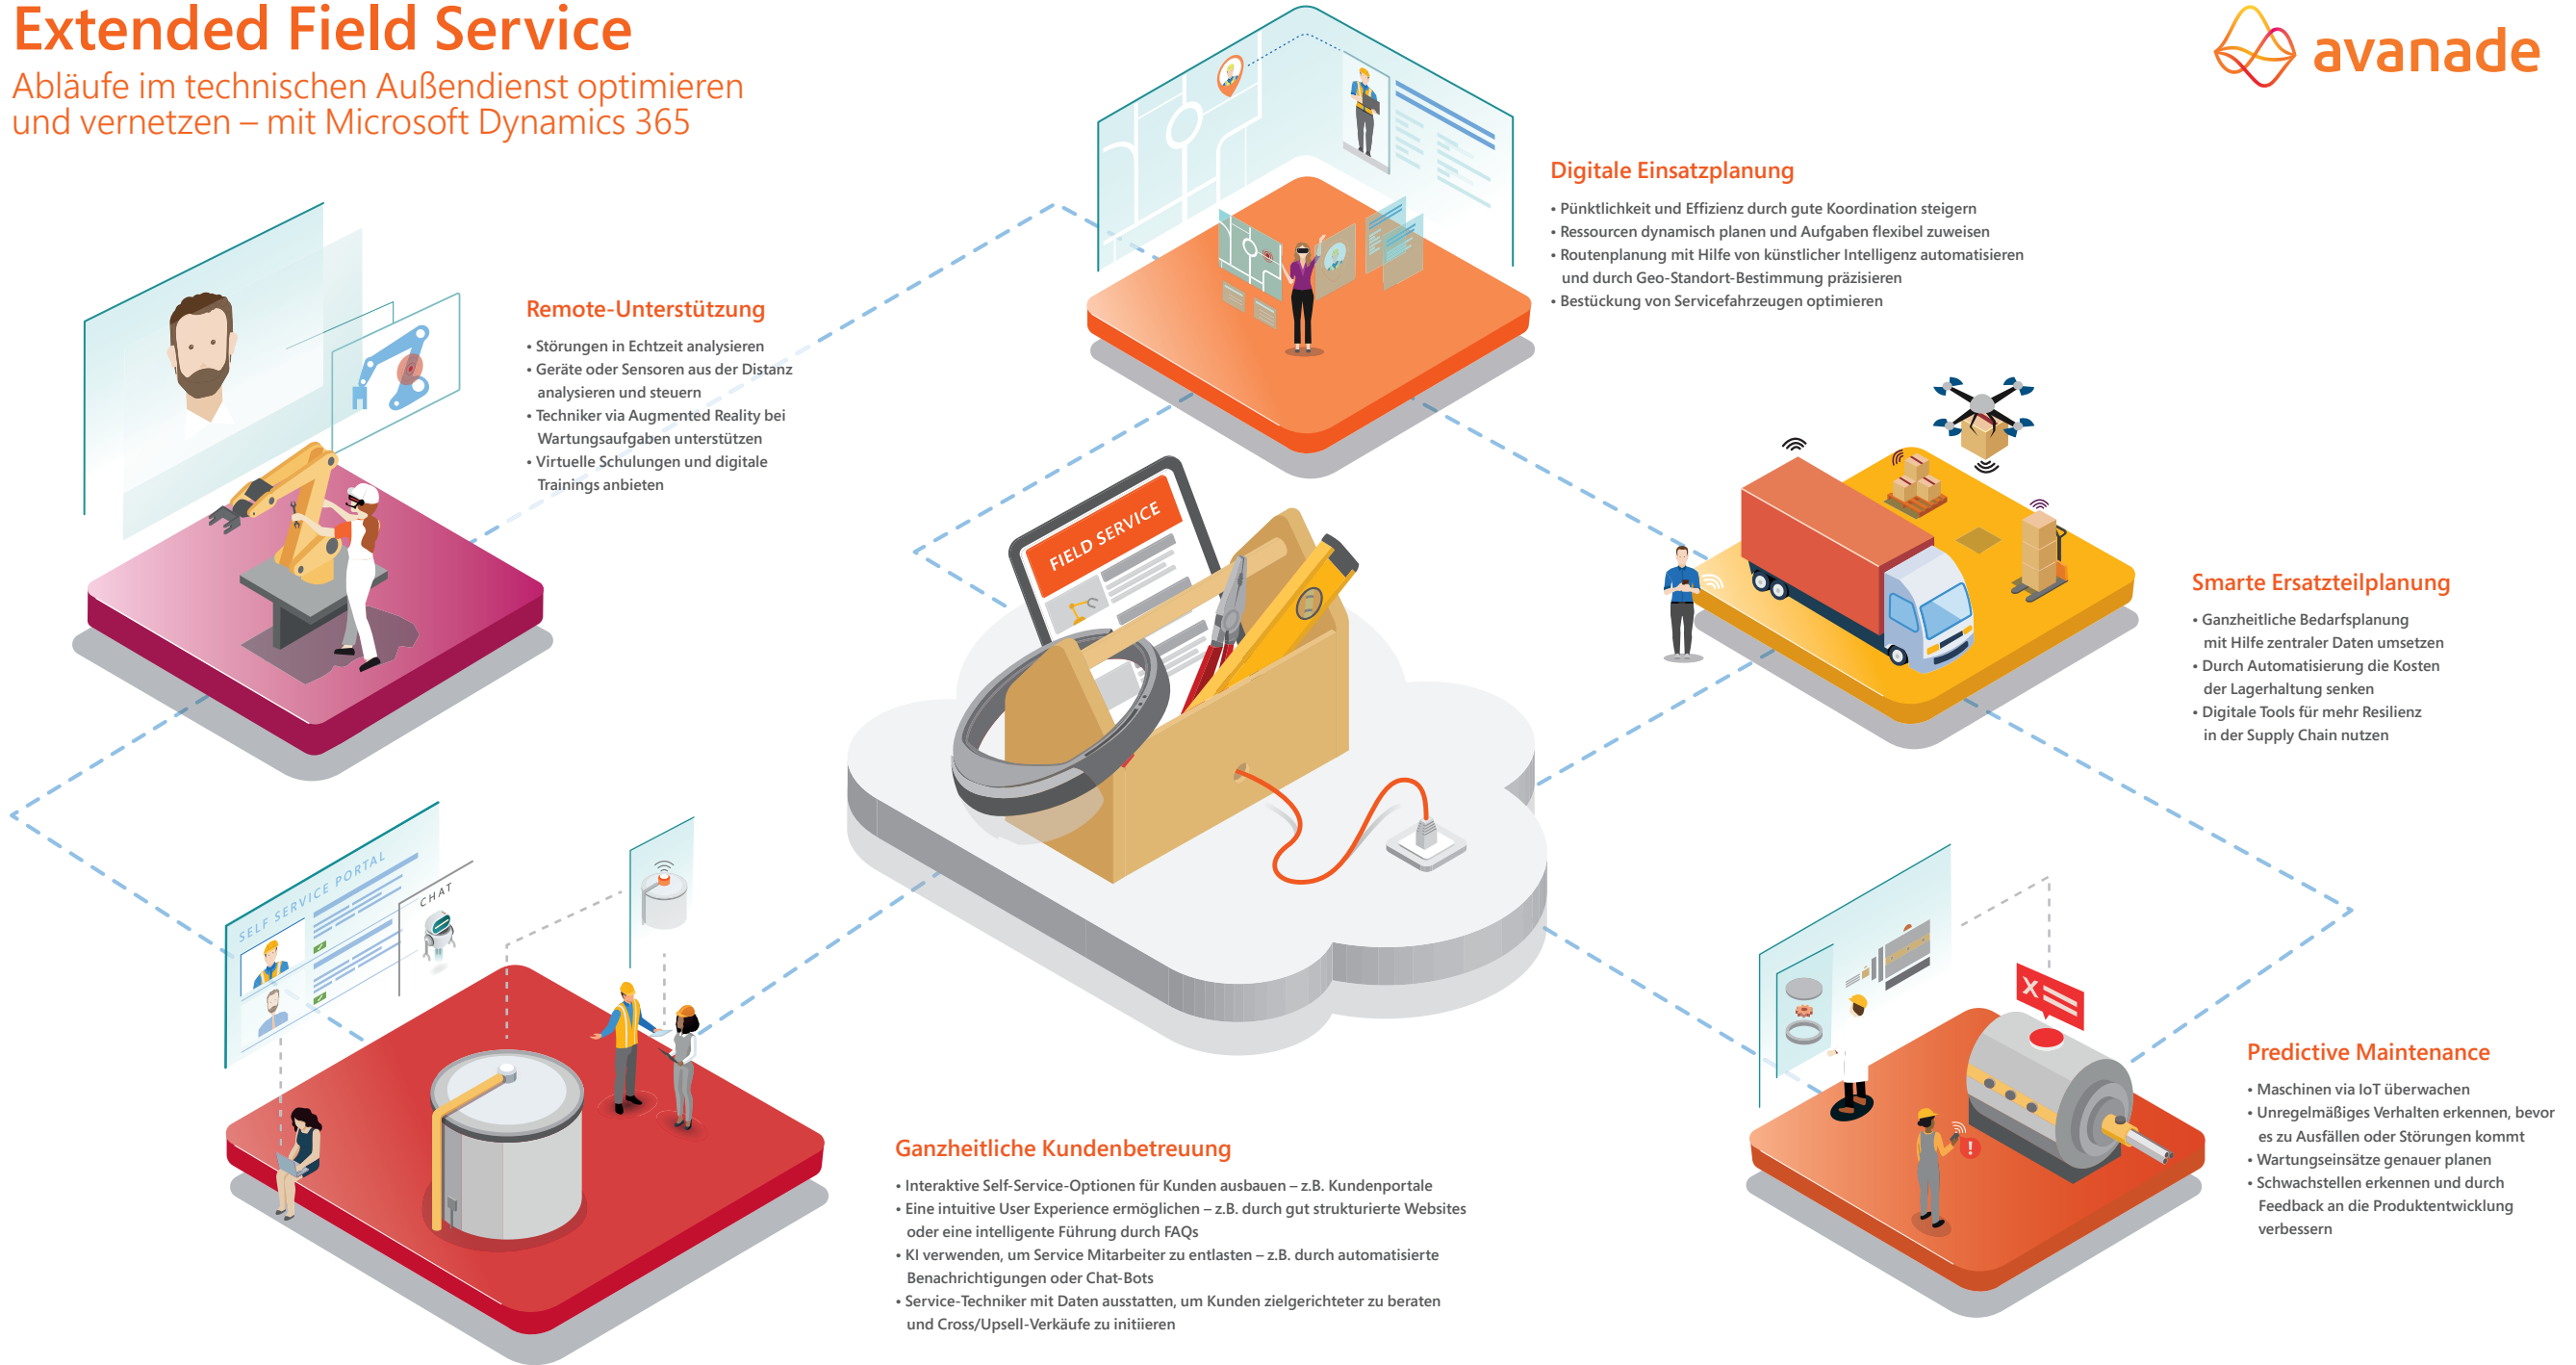 Extended Field Service
Abläufe im technischen Außendienst optimieren
und vernetzen – mit Microsoft Dynamics 365
avanade
Digitale Einsatzplanung
• Pünktlichkeit und Effizienz durch gute Koordination steigern
• Ressourcen dynamisch planen und Aufgaben flexibel zuweisen
• Routenplanung mit Hilfe von künstlicher Intelligenz automatisieren
und durch Geo-Standort-Bestimmung präzisieren
• Bestückung von Servicefahrzeugen optimieren
Remote-Unterstützung
• Störungen in Echtzeit analysieren
• Geräte oder Sensoren aus der Distanz
analysieren und steuern
• Techniker via Augmented Reality bei
Wartungsaufgaben unterstützen
• Virtuelle Schulungen und digitale
Trainings anbieten
FIELD SERVICE
Smarte Ersatzteilplanung
• Ganzheitliche Bedarfsplanung
mit Hilfe zentraler Daten umsetzen
• Durch Automatisierung die Kosten
der Lagerhaltung senken
• Digitale Tools für mehr Resilienz
in der Supply Chain nutzen
SELF SERVICE PORTAL
CHAT
X
!
Predictive Maintenance
• Maschinen via IoT überwachen
• Unregelmäßiges Verhalten erkennen, bevor
es zu Ausfällen oder Störungen kommt
• Wartungseinsätze genauer planen
• Schwachstellen erkennen und durch
Feedback an die Produktentwicklung
verbessern
Ganzheitliche Kundenbetreuung
• Interaktive Self-Service-Optionen für Kunden ausbauen – z.B. Kundenportale
• Eine intuitive User Experience ermöglichen – z.B. durch gut strukturierte Websites
oder eine intelligente Führung durch FAQs
• KI verwenden, um Service Mitarbeiter zu entlasten – z.B. durch automatisierte
Benachrichtigungen oder Chat-Bots
• Service-Techniker mit Daten ausstatten, um Kunden zielgerichteter zu beraten
und Cross/Upsell-Verkäufe zu initiieren